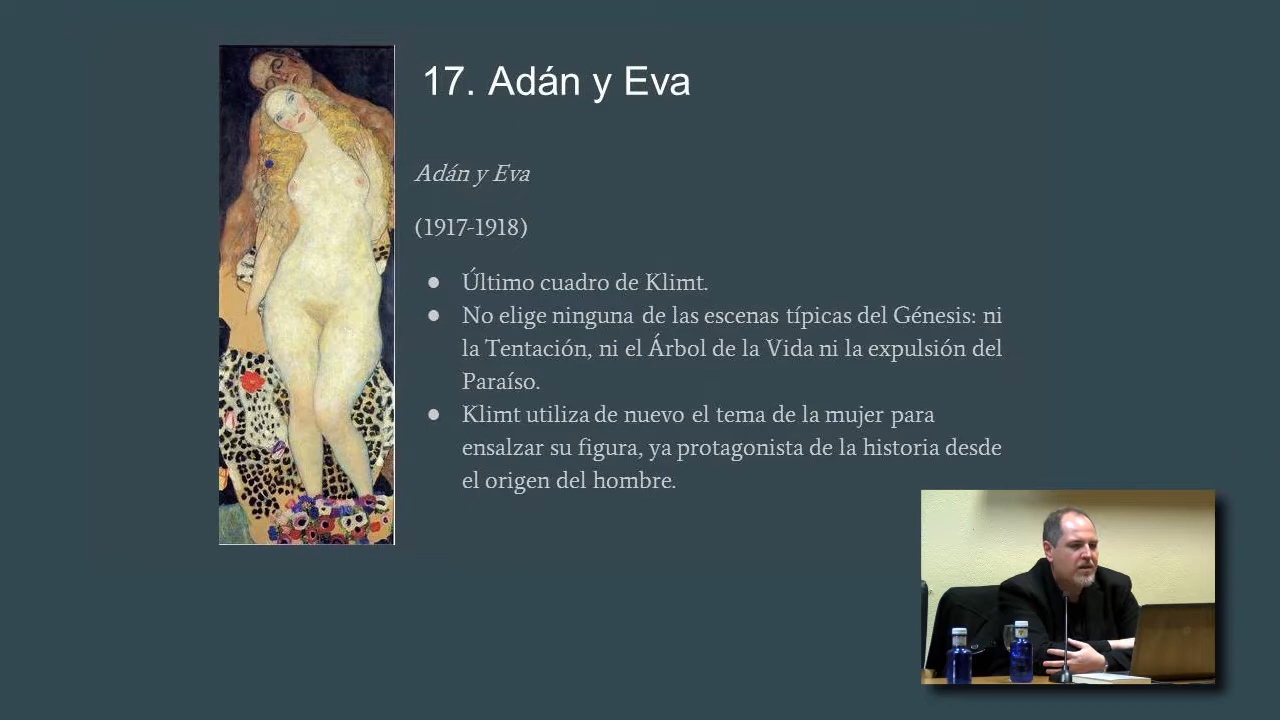 17. Adán y Eva
Adán y Eva
(1917-1918)
● Último cuadro de Klimt.
● No elige ninguna de las escenas típicas del Génesis: ni
la Tentación, ni el Árbol de la Vida ni la expulsión del
Paraíso.
● Klimt utiliza de nuevo el tema de la mujer para
ensalzar su figura, ya protagonista de la historia desde
el origen del hombre.